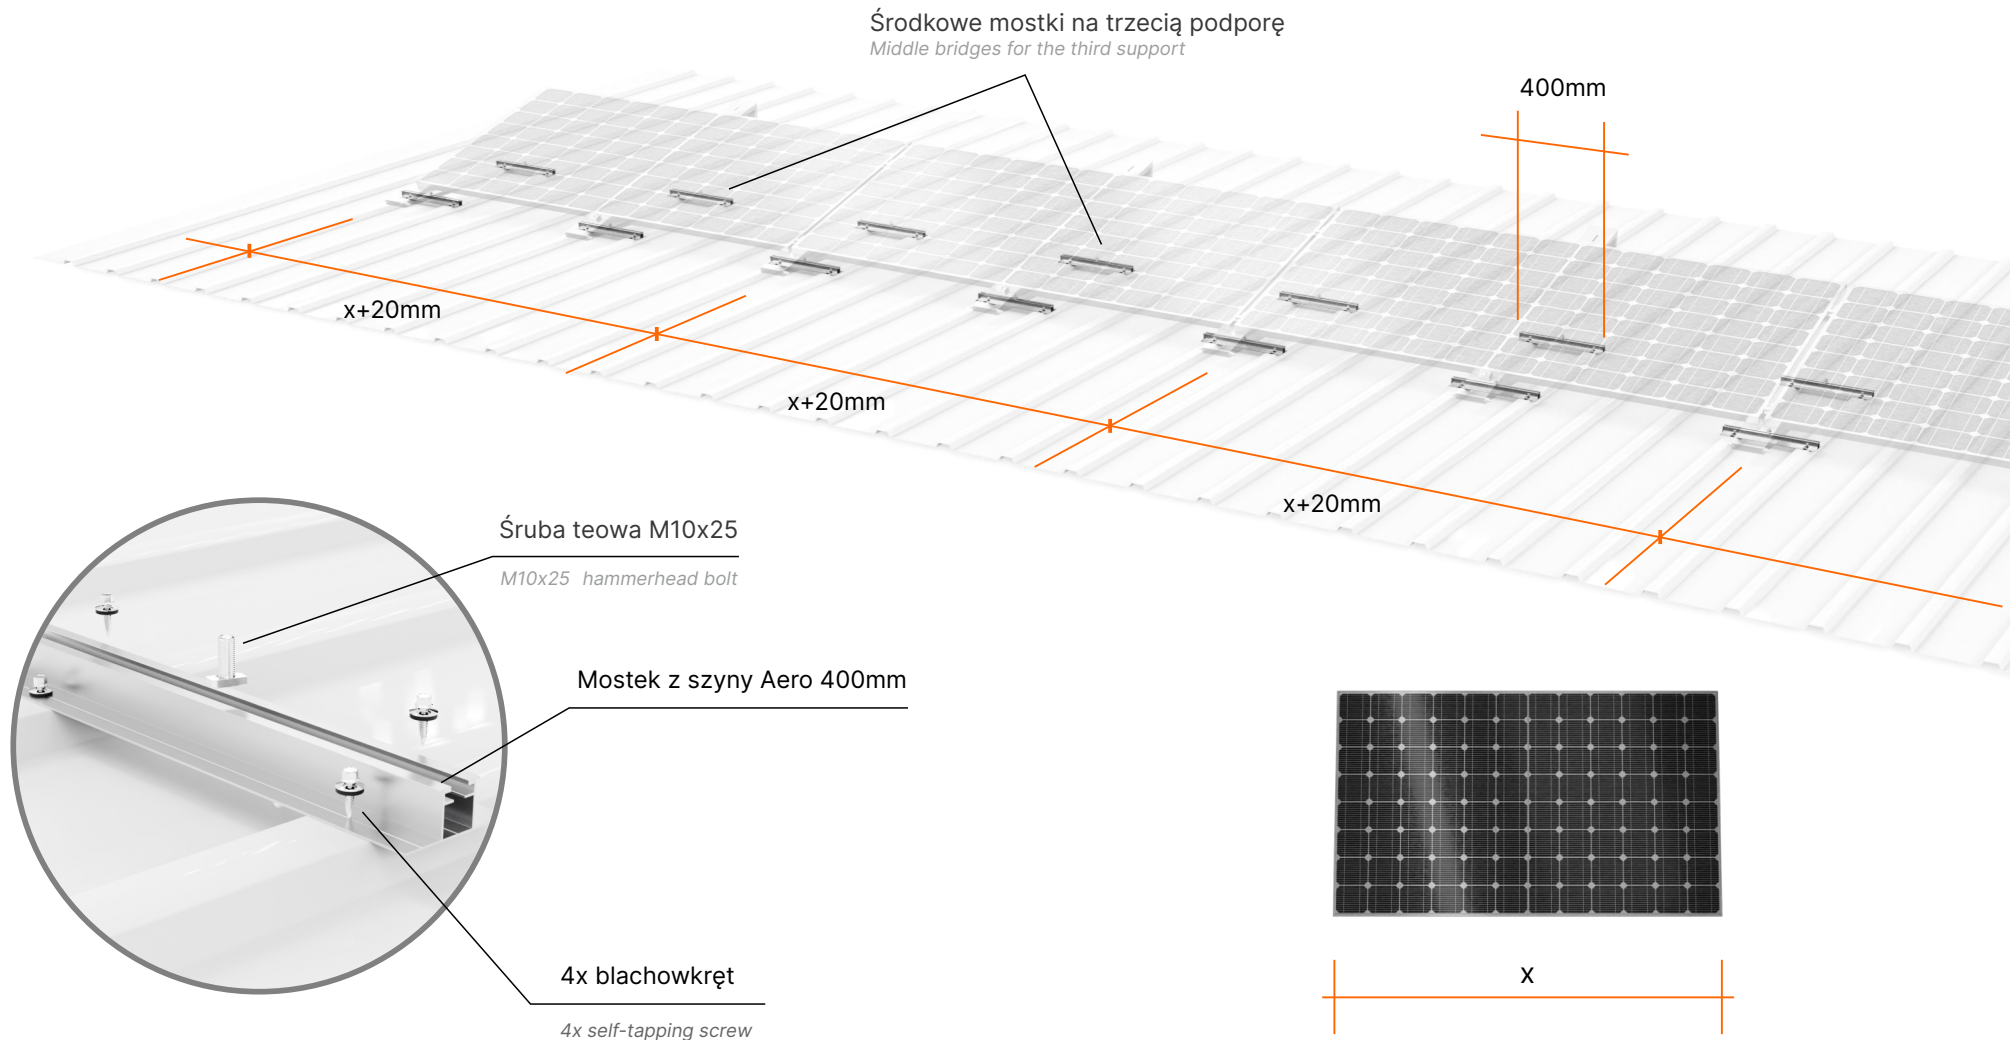 Środkowe mostki na trzecią podporę
Middle bridges for the third support
400mm
x+20mm
x+20mm
x+20mm
Śruba teowa M10x25
M10x25 hammerhead bolt
Mostek z szyny Aero 400mm
4x blachowkręt
4x self-tapping screw
x